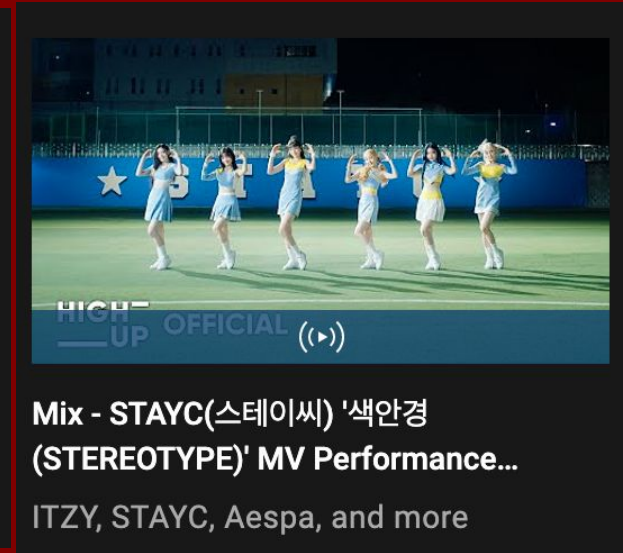 HIGH
UP OFFICIAL
Mix - STAYC(스테이씨) '색안경
(STEREOTYPE)' MV Performance...
ITZY, STAYC, Aespa, and more